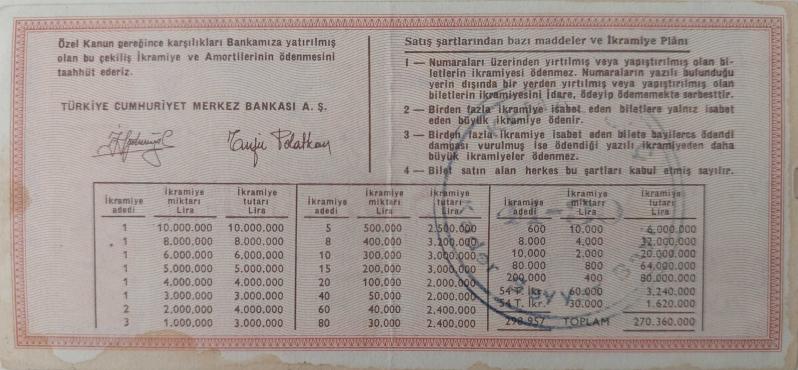 Özel Kanun gereğince karşılıkları Bankamıza yatırılmış
olan bu çekiliş İkramiye ve Amortilerinin ödenmesini
taahhüt ederiz.
TÜRKİYE CUMHURİYET MERKEZ BANKASI A. Ş.
Satış şartlarından bazı maddeler ve İkramiye Plânı
1 — Numaraları Üzerinden yırtılmış veya yapıştırılmış olan bi-
letlerin ikramiyesi ödenmez. Numaraların yazılı bulunduğu
yerin dışında bir yerden yırtılmış veya yapıştırılmış olan
biletlerin ikramiyesini İdare, ödeyip ödememekte serbesttir.
2 — Birden fazla ikramiye isabet eden biletlere yalnız isabet
eden büyük ikramiye ödenir.
3 — Birden fazla ikramiye isabet eden bilete bayilerce ödendi
damgası vurulmuş ise ödendiği yazılı ikramiyeden daha
büyük ikramiyeler ödenmez.
4 — Bilet satın alan herkes bu şartları kabul etmiş sayılır.
İkramiye adedi İkramiye miktarı Lira İkramiye tutarı Lira
1 10.000.000 10.000.000
1 8.000,000 8.000.000
1 6.000,000 6.000.000
1 5.000.000 5.000.000
1 4.000.000 4.000.000
1 3.000.000 3.000.000
2 2.000,000 4.000.000
3 1.000.000 3.000.000
İkramiye adedi İkramiye miktarı Lira İkramiye tutarı Lira
5 500.000 2.500.000
8 400.000 3.200.000
10 300.000 3.000.000
15 200.000 3.000.000
20 100.000 2.000.000
40 50.000 2.000.000
60 40.000 2.400.000
80 30.000 2.400.000
İkramiye adedi İkramiye miktarı Lira İkramiye tutarı Lira
600 10.000 6.000.000
8.000 4.000 32.000.000
10.000 2.000 20.000.000
80.000 800 64.000.000
200.000 400 80.000.000
54 T. İkr. 60.000 3.240.000
54 T. İkr. 30.000 1.620.000
298.957 TOPLAM 270.360.000